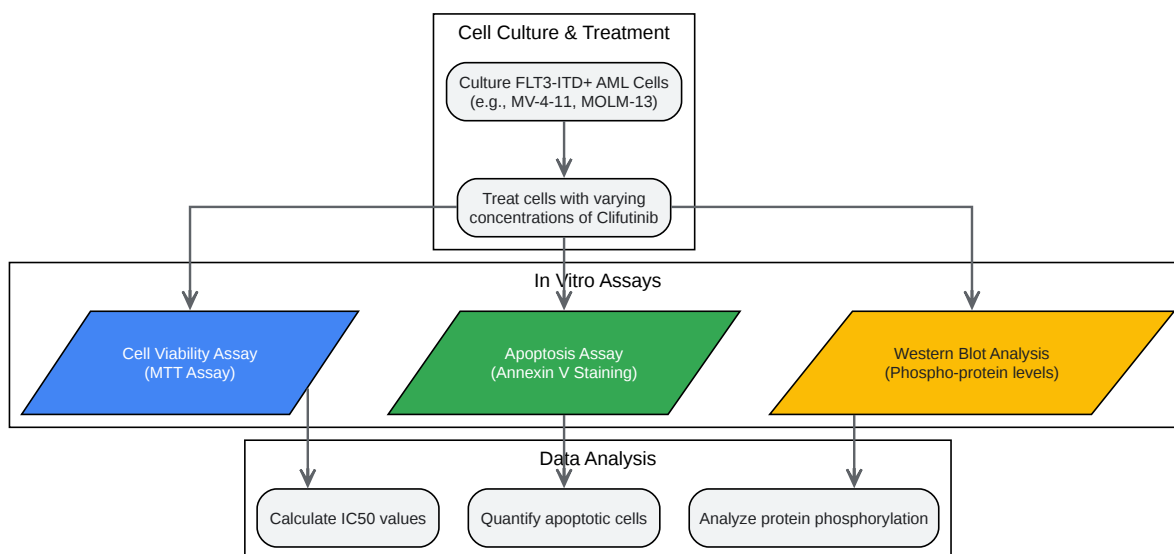 Cell Culture & Treatment
Culture FLT3-ITD+ AML Cells
(e.g., MV-4-11, MOLM-13)
Treat cells with varying
concentrations of Clifutinib
In Vitro Assays
Cell Viability Assay
(MTT Assay)
Apoptosis Assay
(Annexin V Staining)
Western Blot Analysis
(Phospho-protein levels)
Data Analysis
Calculate IC50 values
Quantify apoptotic cells
Analyze protein phosphorylation